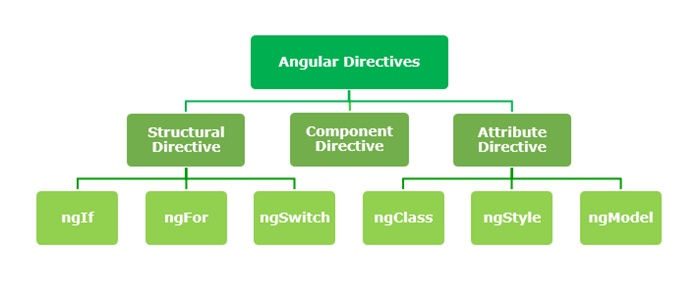 Angular Directives
Structural
Directive
Component
Directive
Attribute
Directive
ngIf
ngFor
ngSwitch
ngClass
ngStyle
ngModel